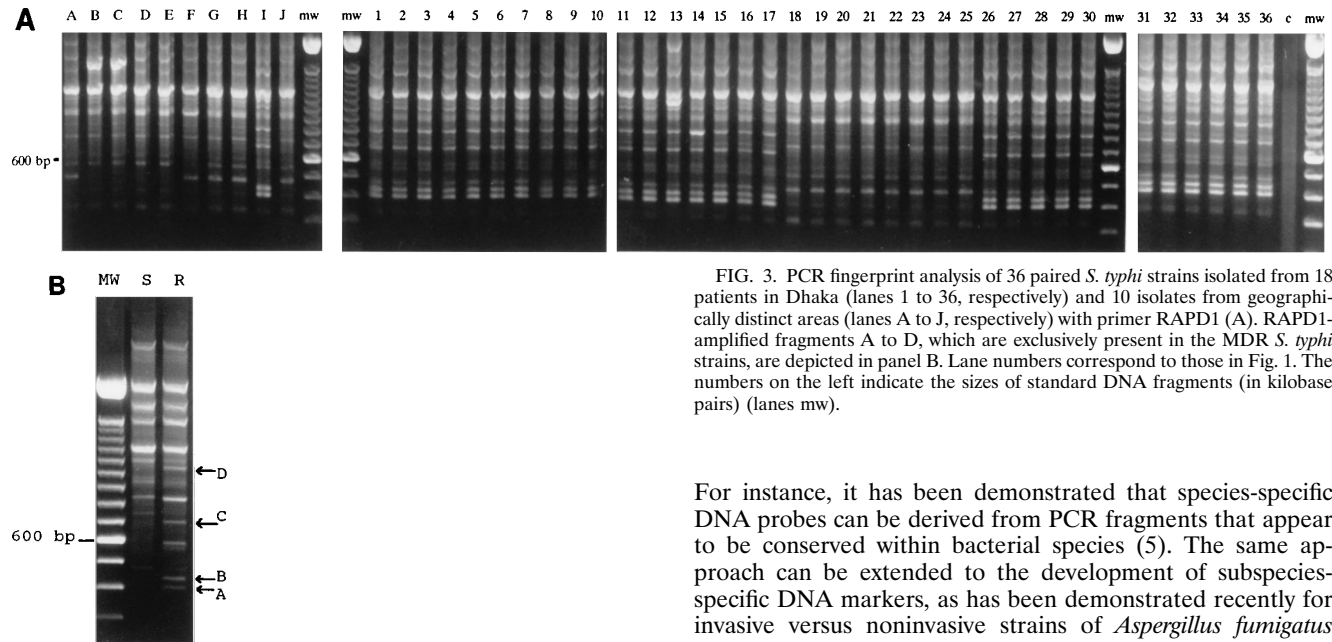 A
A B C D E F G H I J mw
mw 1 2 3 4 5 6 7 8 9 10
11 12 13 14 15 16 17 18 19 20 21 22 23 24 25 26 27 28 29 30 mw
31 32 33 34 35 36 c mw
600 bp
B
MW S R
D
C
600 bp
B
A
FIG. 3. PCR fingerprint analysis of 36 paired S. typhi strains isolated from 18
patients in Dhaka (lanes 1 to 36, respectively) and 10 isolates from geographi-
cally distinct areas (lanes A to J, respectively) with primer RAPD1 (A). RAPD1-
amplified fragments A to D, which are exclusively present in the MDR S. typhi
strains, are depicted in panel B. Lane numbers correspond to those in Fig. 1. The
numbers on the left indicate the sizes of standard DNA fragments (in kilobase
pairs) (lanes mw).
For instance, it has been demonstrated that species-specific
DNA probes can be derived from PCR fragments that appear
to be conserved within bacterial species (5). The same ap-
proach can be extended to the development of subspecies-
specific DNA markers, as has been demonstrated recently for
invasive versus noninvasive strains of Aspergillus fumigatus